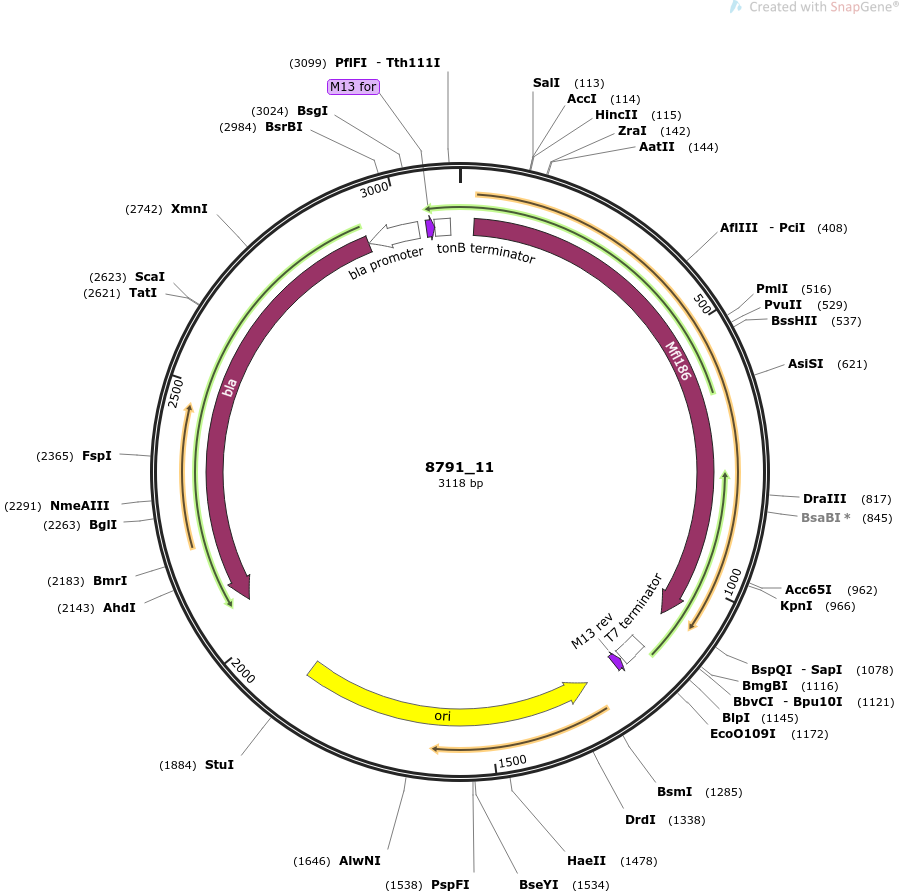 Created with SnapGene®
(3099) PflFI - Tth111I
M13 for
(3024) BsgI
(2984) BsrBI
SalI (113)
AccI (114)
HincII (115)
ZraI (142)
AatII (144)
3000
(2742) XmnI
AflIII - PciI (408)
bla promoter
tonB terminator
(2623) ScaI
(2621) TatI
500
PmlI (516)
PvuII (529)
BssHII (537)
AsiSI (621)
Mfl186
2500
bla
(2365) FspI
8791_11
3118 bp
(2291) NmeAIII
(2263) BglI
DraIII (817)
BsaBI * (845)
(2183) BmrI
(2143) AhdI
1000
Acc65I (962)
KpnI (966)
M13 rev
T7 terminator
2000
BspQI - SapI (1078)
BmgBI (1116)
BbvCI - Bpu10I (1121)
BlpI (1145)
EcoO109I (1172)
ori
(1884) StuI
1500
BsmI (1285)
DrdI (1338)
(1646) AlwNI
HaeII (1478)
(1538) PspFI
BseYI (1534)